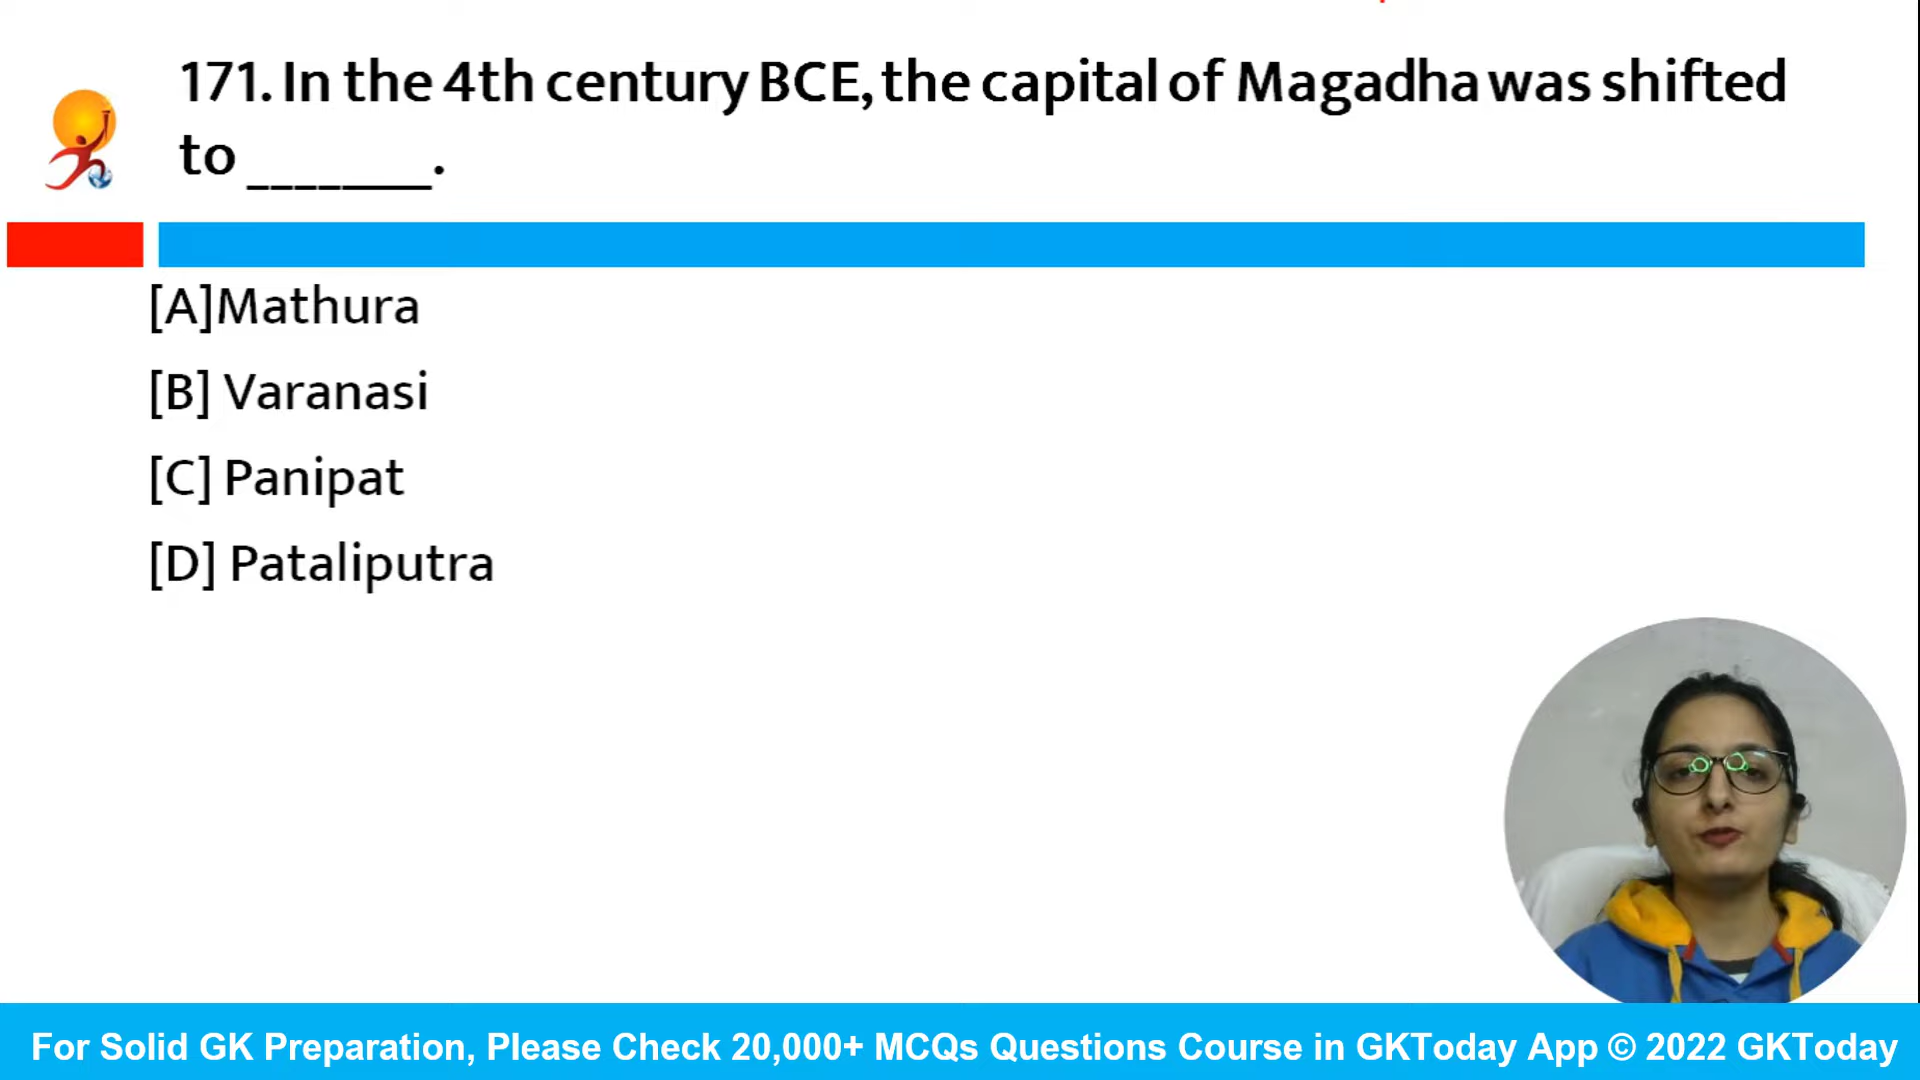 171. In the 4th century BCE, the capital of Magadha was shifted
to ________.
[A]Mathura
[B] Varanasi
[C] Panipat
[D] Pataliputra
For Solid GK Preparation, Please Check 20,000+ MCQs Questions Course in GKToday App © 2022 GKToday